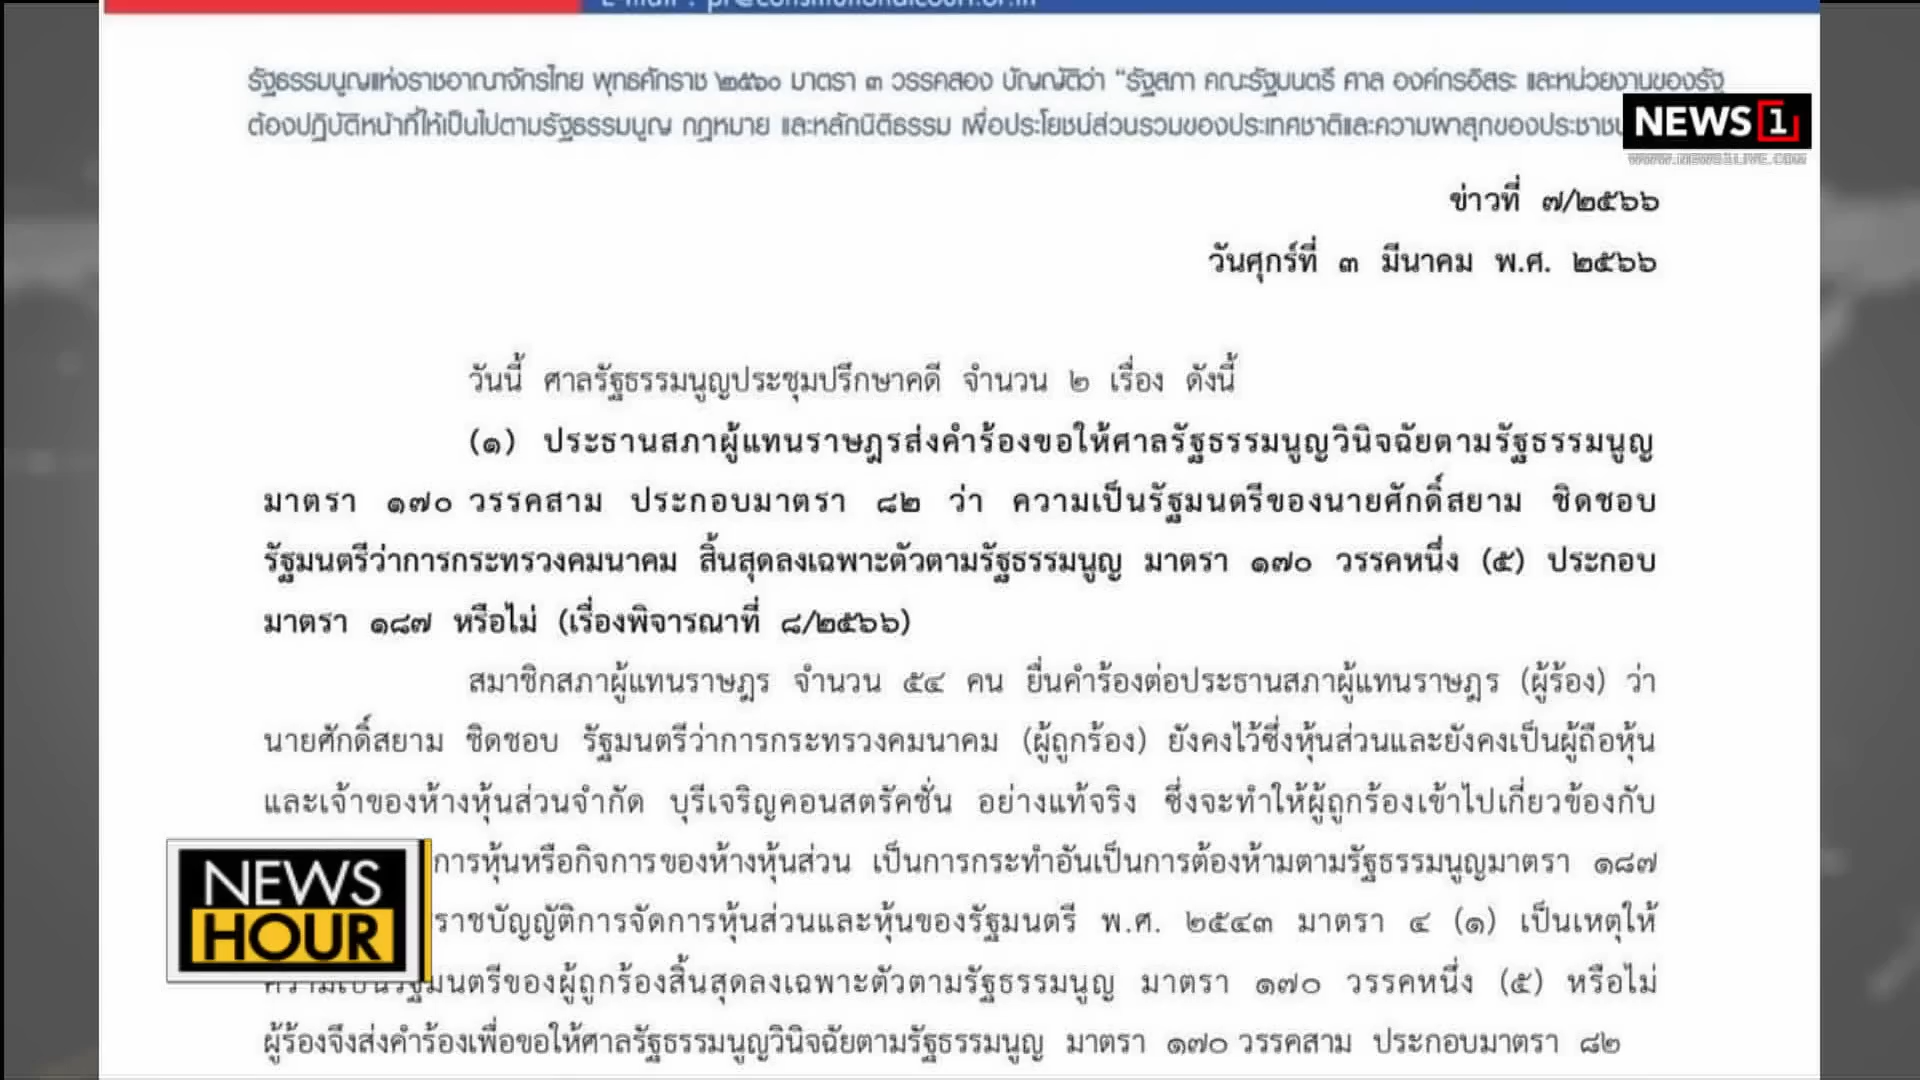 E-mail : pr@constitutionalcourt.or.th
รัฐธรรมนูญแห่งราชอาณาจักรไทย พุทธศักราช ๒๕๖๐ มาตรา ๓ วรรคสอง บัญญัติว่า “รัฐสภา คณะรัฐมนตรี ศาล องค์กรอิสระ และหน่วยงานของรัฐ
ต้องปฏิบัติหน้าที่ให้เป็นไปตามรัฐธรรมนูญ กฎหมาย และหลักนิติธรรม เพื่อประโยชน์ส่วนรวมของประเทศชาติและความผาสุกของ
NEWS 1
WWW.NEWS1LIVE.COM
ข่าวที่ ๗/๒๕๖๖
วันศุกร์ที่ ๓ มีนาคม พ.ศ. ๒๕๖๖
วันนี้ ศาลรัฐธรรมนูญประชุมปรึกษาคดี จำนวน ๒ เรื่อง ดังนี้
(๑) ประธานสภาผู้แทนราษฎรส่งคำร้องขอให้ศาลรัฐธรรมนูญวินิจฉัยตามรัฐธรรมนูญ
มาตรา ๑๗๐ วรรคสาม ประกอบมาตรา ๘๒ ว่า ความเป็นรัฐมนตรีของนายศักดิ์สยาม ชิดชอบ
รัฐมนตรีว่าการกระทรวงคมนาคม สิ้นสุดลงเฉพาะตัวตามรัฐธรรมนูญ มาตรา ๑๗๐ วรรคหนึ่ง (๕) ประกอบ
มาตรา ๑๘๗ หรือไม่ (เรื่องพิจารณาที่ ๘/๒๕๖๖)
สมาชิกสภาผู้แทนราษฎร จำนวน ๕๔ คน ยื่นคำร้องต่อประธานสภาผู้แทนราษฎร (ผู้ร้อง) ว่า
นายศักดิ์สยาม ชิดชอบ รัฐมนตรีว่าการกระทรวงคมนาคม (ผู้ถูกร้อง) ยังคงไว้ซึ่งหุ้นส่วนและยังคงเป็นผู้ถือหุ้น
และเจ้าของห้างหุ้นส่วนจำกัด บุรีเจริญคอนสตรัคชั่น อย่างแท้จริง ซึ่งจะทำให้ผู้ถูกร้องเข้าไปเกี่ยวข้องกับ
การหุ้นหรือกิจการของห้างหุ้นส่วน เป็นการกระทำอันเป็นการต้องห้ามตามรัฐธรรมนูญมาตรา ๑๘๗
ราชบัญญัติการจัดการหุ้นส่วนและหุ้นของรัฐมนตรี พ.ศ. ๒๕๔๓ มาตรา ๔ (๑) เป็นเหตุให้
ความเป็นรัฐมนตรีของผู้ถูกร้องสิ้นสุดลงเฉพาะตัวตามรัฐธรรมนูญ มาตรา ๑๗๐ วรรคหนึ่ง (๕) หรือไม่
ผู้ร้องจึงส่งคำร้องเพื่อขอให้ศาลรัฐธรรมนูญวินิจฉัยตามรัฐธรรมนูญ มาตรา ๑๗๐ วรรคสาม ประกอบมาตรา ๘๒
NEWS
HOUR